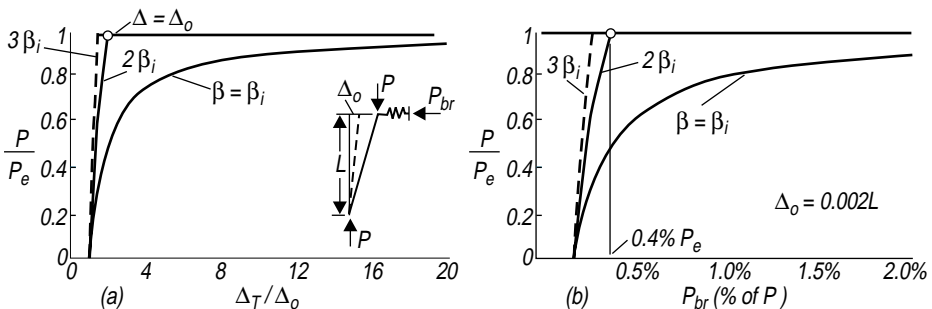 Δ = Δo
1
3βi
2βi
0.8
β = βi
0.6
P
Pe
0.4
0.2
0
0
4
8
12
16
20
(a)
ΔT/Δo
P
Δo
Pbr
L
P
1
3βi
2βi
0.8
β = βi
0.6
P
Pe
0.4
0.2
0
Δo = 0.002L
0.4% Pe
0.5%
1.0%
1.5%
2.0%
(b)
Pbr (% of P)